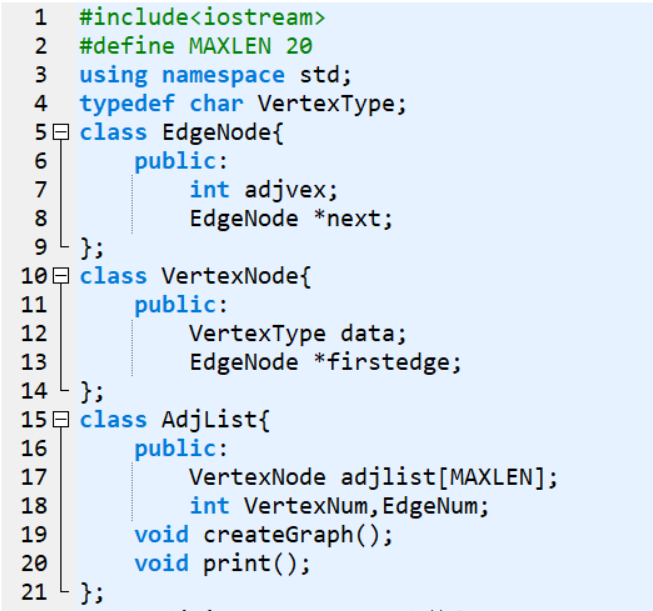 1 #include<iostream>
2 #define MAXLEN 20
3 using namespace std;
4 typedef char VertexType;
5 class EdgeNode{
6 public:
7 int adjvex;
8 EdgeNode *next;
9 };
10 class VertexNode{
11 public:
12 VertexType data;
13 EdgeNode *firstedge;
14 };
15 class AdjList{
16 public:
17 VertexNode adjlist[MAXLEN];
18 int VertexNum,EdgeNum;
19 void createGraph();
20 void print();
21 };